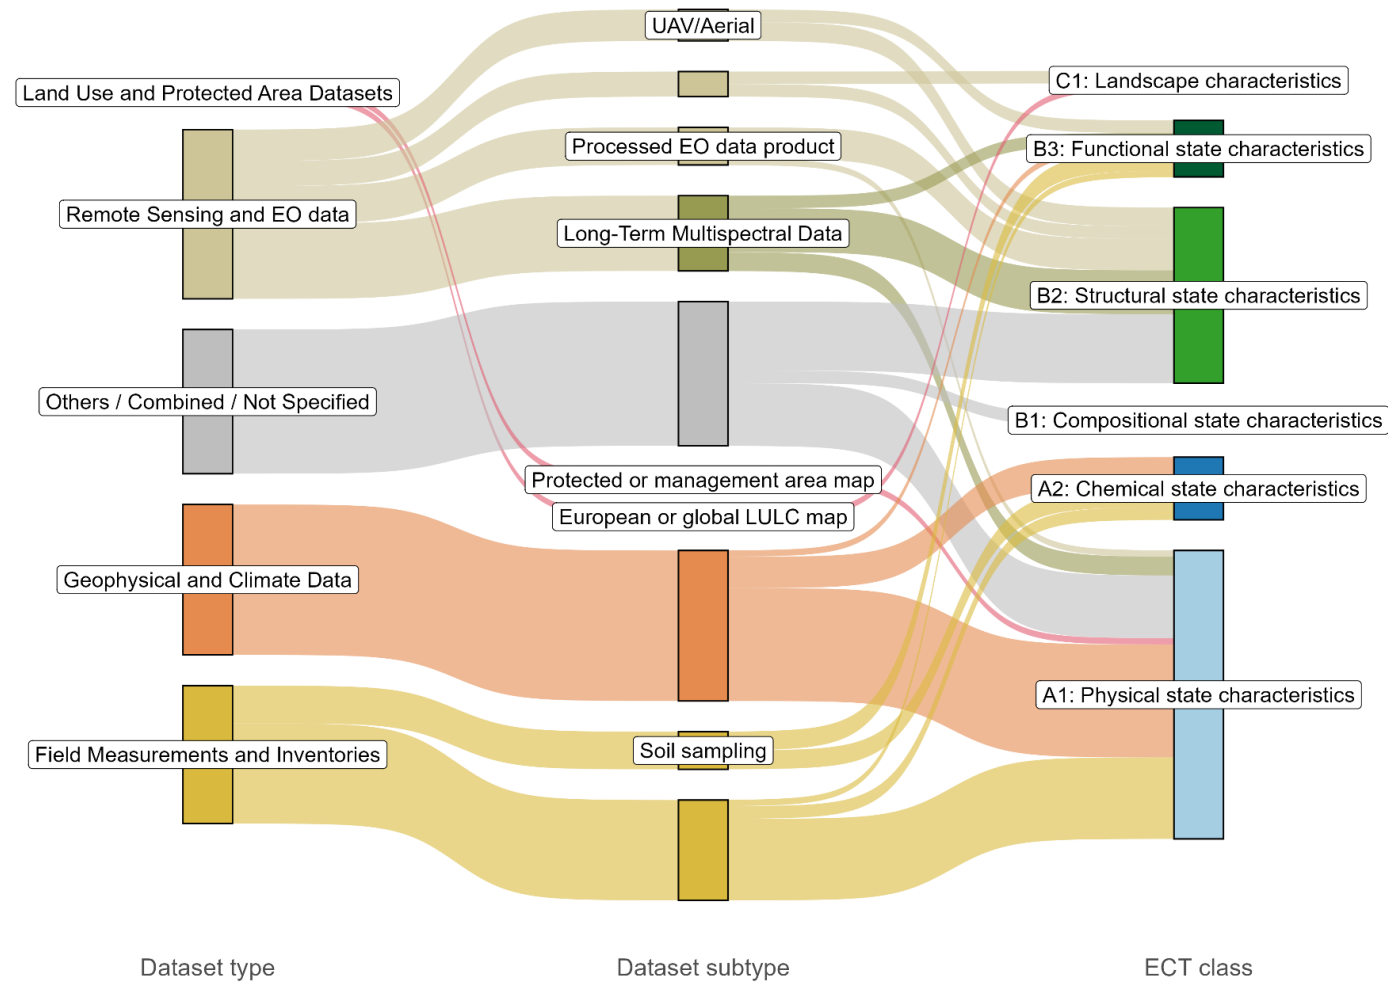 UAV/Aerial
Land Use and Protected Area Datasets
C1: Landscape characteristics
Processed EO data product
B3: Functional state characteristics
Remote Sensing and EO data
Long-Term Multispectral Data
B2: Structural state characteristics
Others / Combined / Not Specified
B1: Compositional state characteristics
Protected or management area map
A2: Chemical state characteristics
European or global LULC map
Geophysical and Climate Data
A1: Physical state characteristics
Field Measurements and Inventories
Soil sampling
Dataset type
Dataset subtype
ECT class